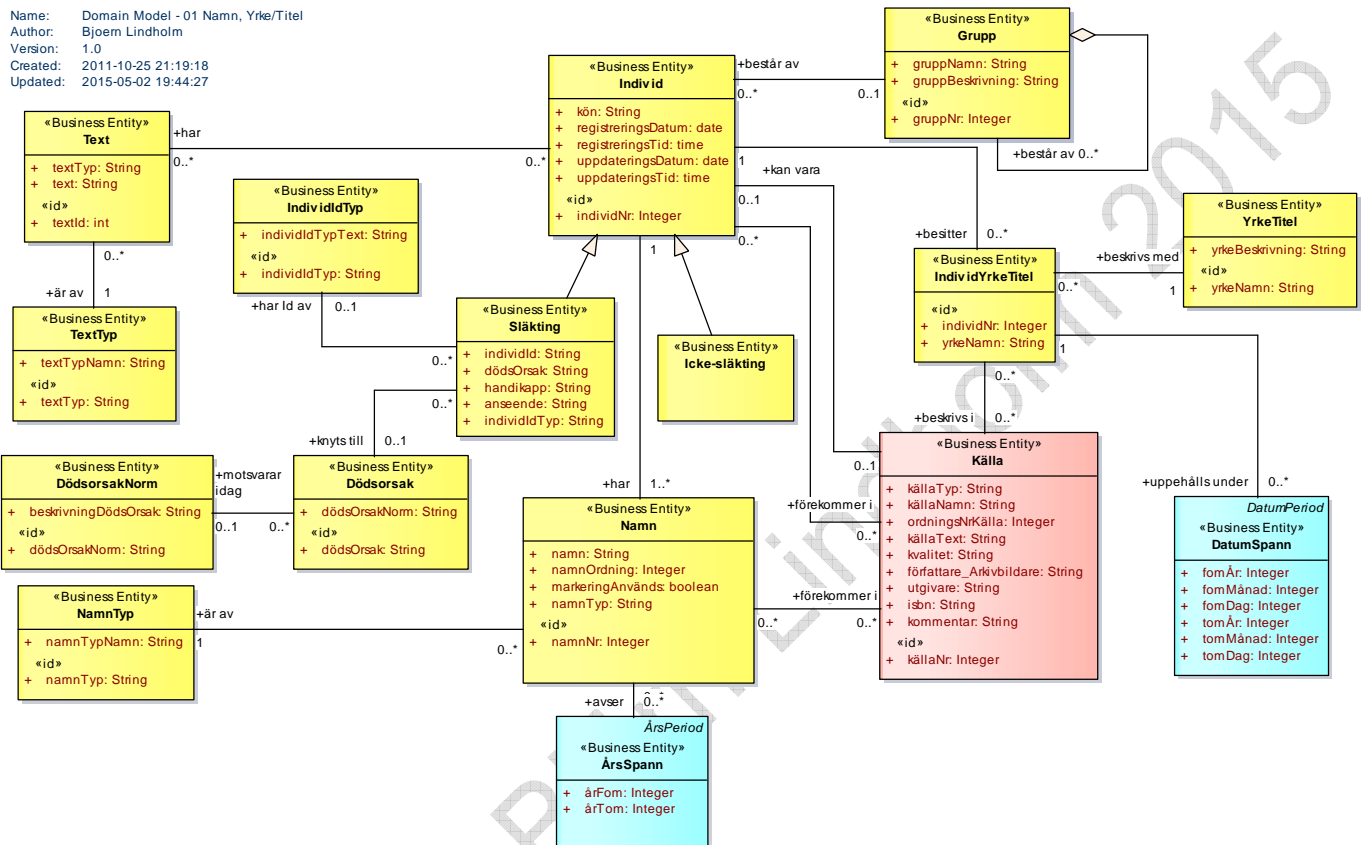 Name: Domain Model - 01 Namn, Yrke/Titel
Author: Bjoern Lindholm
Version: 1.0
Created: 2011-10-25 21:19:18
Updated: 2015-05-02 19:44:27
«Business Entity»
Grupp
+ gruppNamn: String
+ gruppBeskrivning: String
«id»
+ gruppNr: Integer
+består av 0..*
«Business Entity»
Individ
+ kön: String
+ registreringsDatum: date
+ registreringsTid: time
+ uppdateringsDatum: date
+ uppdateringsTid: time
«id»
+ individNr: Integer
+består av
0..*
0..1
«Business Entity»
Text
+ textTyp: String
+ text: String
«id»
+ textId: int
+har
0..*
0..*
«Business Entity»
IndividIdTyp
+ individIdTypText: String
«id»
+ individIdTyp: String
1
+kan vara
0..1
0..*
1
«Business Entity»
YrkeTitel
+ yrkeBeskrivning: String
«id»
+ yrkeNamn: String
+besitter
0..*
«Business Entity»
IndividYrkeTitel
«id»
+ individNr: Integer
+ yrkeNamn: String
+beskrivs med
0..*
1
0..*
+är av
1
«Business Entity»
TextTyp
+ textTypNamn: String
«id»
+ textTyp: String
+har Id av
0..1
0..*
«Business Entity»
Släkting
+ individId: String
+ dödsOrsak: String
+ handikapp: String
+ anseende: String
+ individIdTyp: String
«Business Entity»
Icke-släkting
1
0..*
0..*
+beskrivs i
0..*
+knyts till
0..1
«Business Entity»
DödsorsakNorm
+ beskrivningDödsOrsak: String
«id»
+ dödsOrsakNorm: String
+motsvarar
idag
0..1
0..*
«Business Entity»
Dödsorsak
+ dödsOrsakNorm: String
«id»
+ dödsOrsak: String
«Business Entity»
Källa
+ källaTyp: String
+ källaNamn: String
+ ordningsNrKälla: Integer
+ källaText: String
+ kvalitet: String
+ författare_Arkivbildare: String
+ utgivare: String
+ isbn: String
+ kommentar: String
«id»
+ källaNr: Integer
0..1
+förekommer i
0..*
+förekommer i
0..*
0..*
+uppehålls under
0..*
DatumPeriod
«Business Entity»
DatumSpann
+ fomÅr: Integer
+ fomMånad: Integer
+ fomDag: Integer
+ tomÅr: Integer
+ tomMånad: Integer
+ tomDag: Integer
+har
1..*
«Business Entity»
Namn
+ namn: String
+ namnOrdning: Integer
+ markeringAnvänds: boolean
+ namnTyp: String
«id»
+ namnNr: Integer
«Business Entity»
NamnTyp
+ namnTypNamn: String
«id»
+ namnTyp: String
+är av
1
0..*
+avser
0..*
ÅrsPeriod
«Business Entity»
ÅrsSpann
+ årFom: Integer
+ årTom: Integer
Lindholm 2015